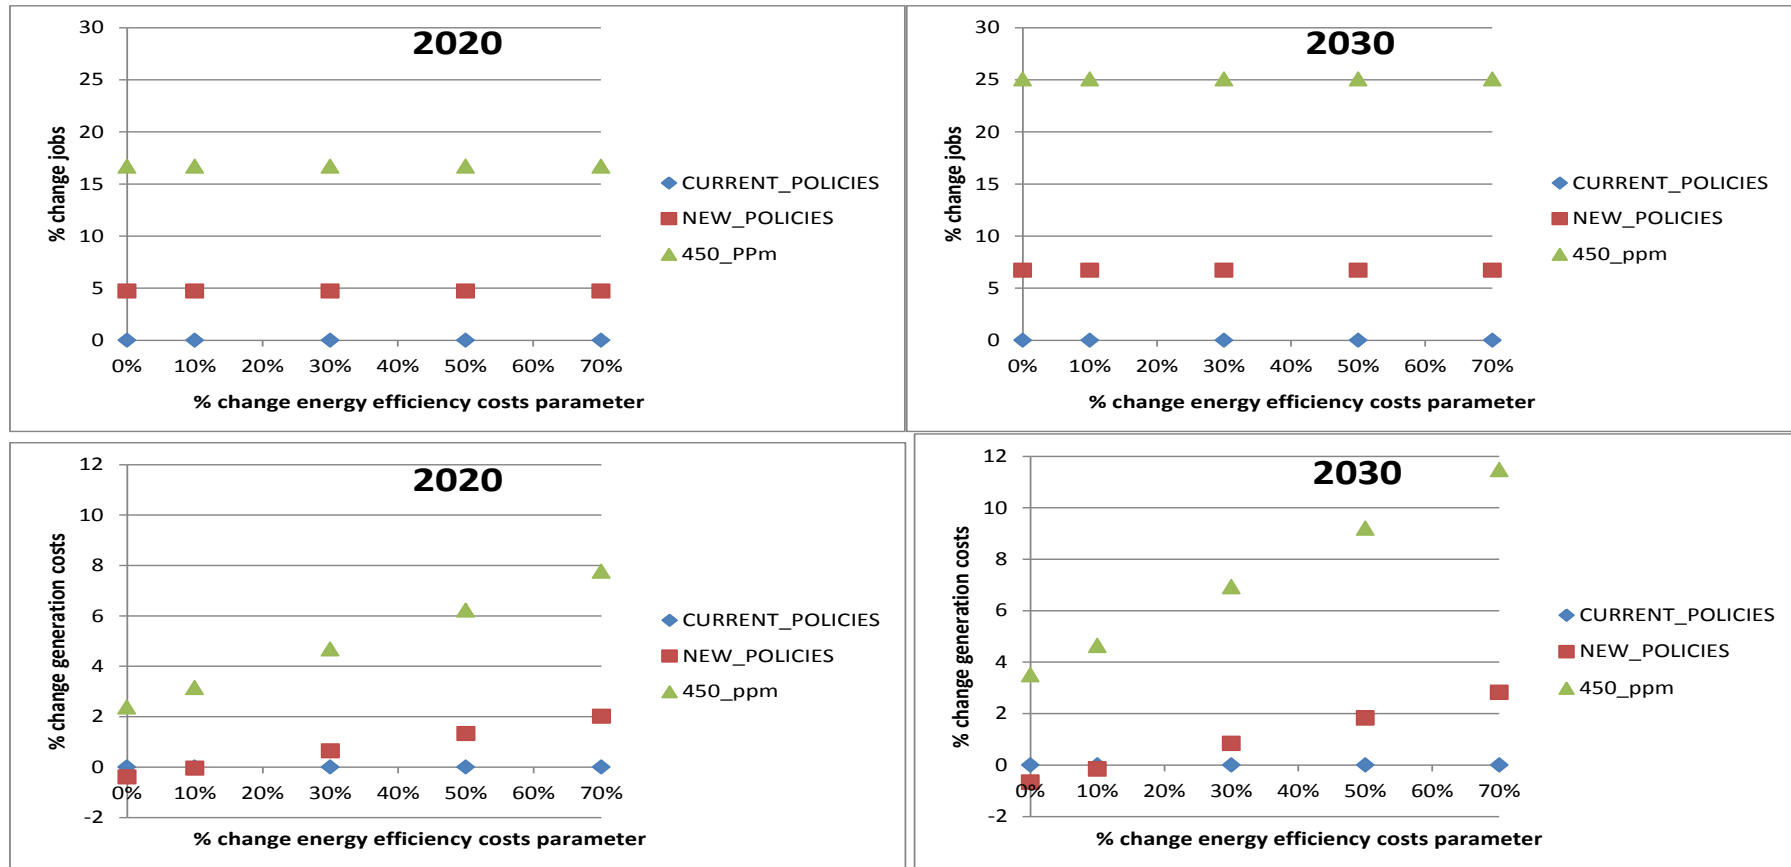 2020
30
25
20
15
10
5
0
% change jobs
0% 10% 20% 30% 40% 50% 60% 70%
% change energy efficiency costs parameter
CURRENT_POLICIES
NEW_POLICIES
450_PPm
2030
30
25
20
15
10
5
0
% change jobs
0% 10% 20% 30% 40% 50% 60% 70%
% change energy efficiency costs parameter
CURRENT_POLICIES
NEW_POLICIES
450_ppm
2020
12
10
8
6
4
2
0
-2
% change generation costs
0% 10% 20% 30% 40% 50% 60% 70%
% change energy efficiency costs parameter
CURRENT_POLICIES
NEW_POLICIES
450_ppm
2030
12
10
8
6
4
2
0
-2
% change generation costs
0% 10% 20% 30% 40% 50% 60% 70%
% change energy efficiency costs parameter
CURRENT_POLICIES
NEW_POLICIES
450_ppm